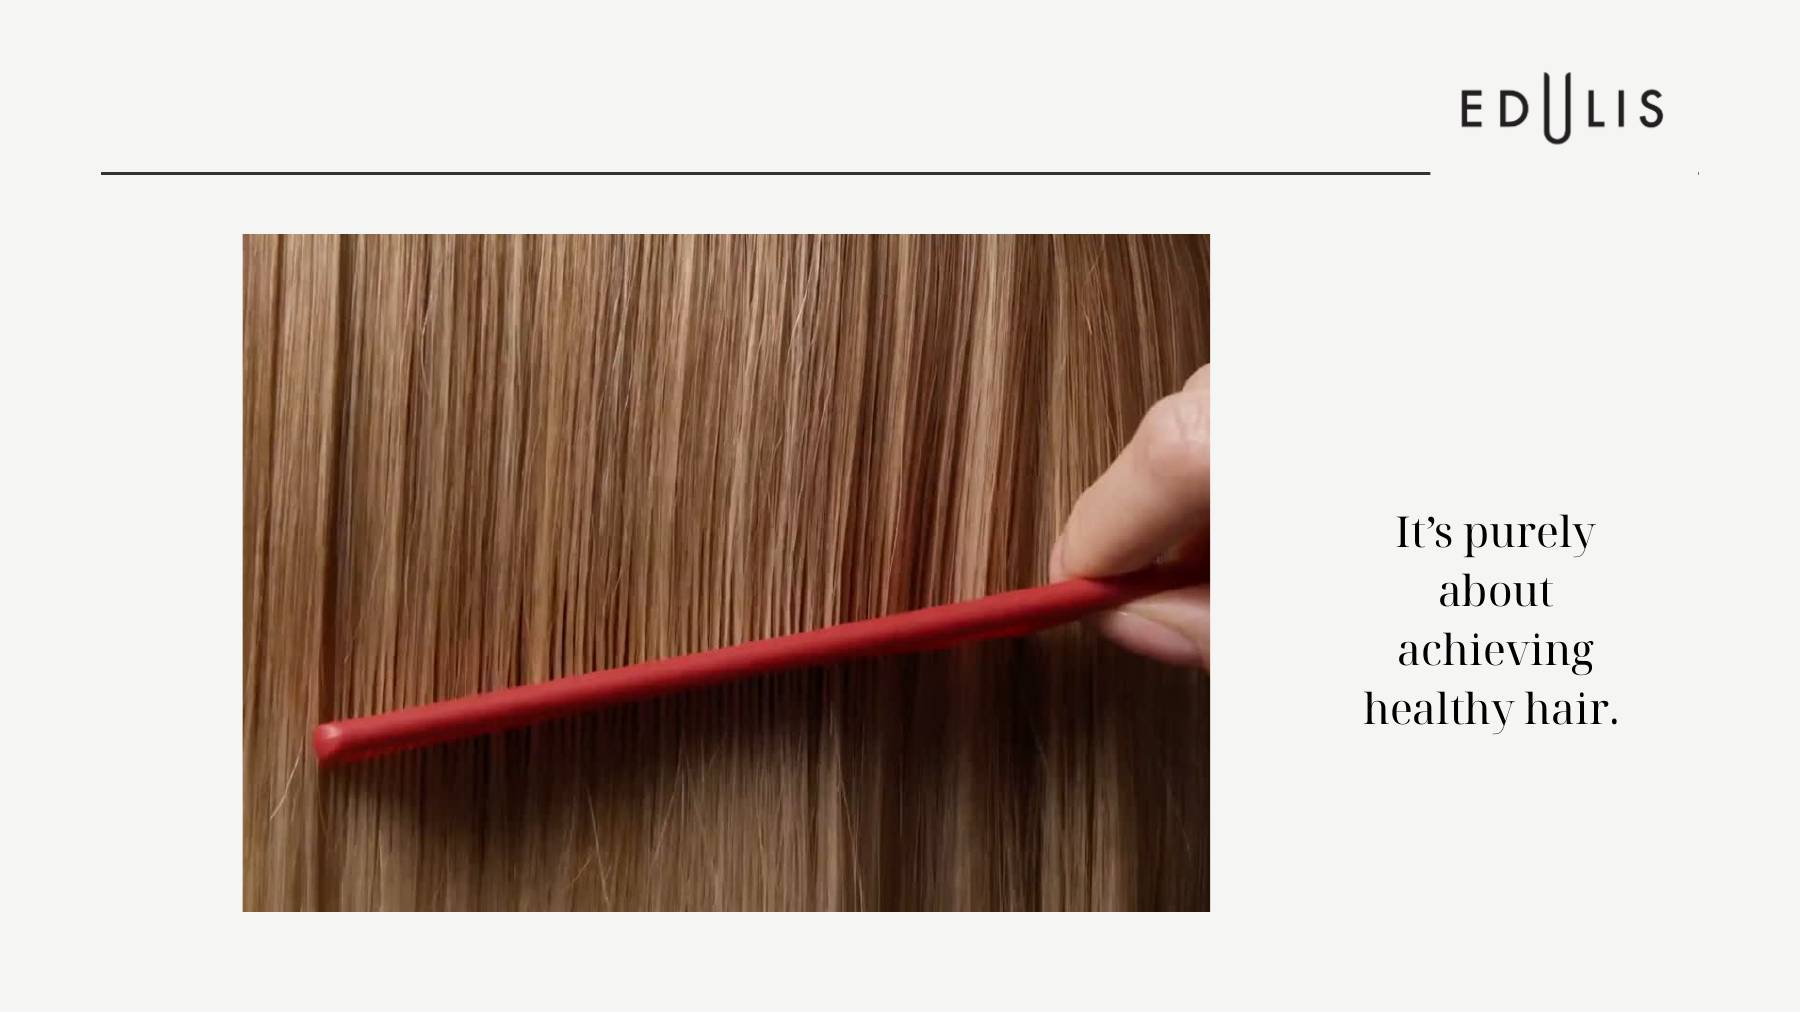 EDULIS
It’s purely
about
achieving
healthy hair.